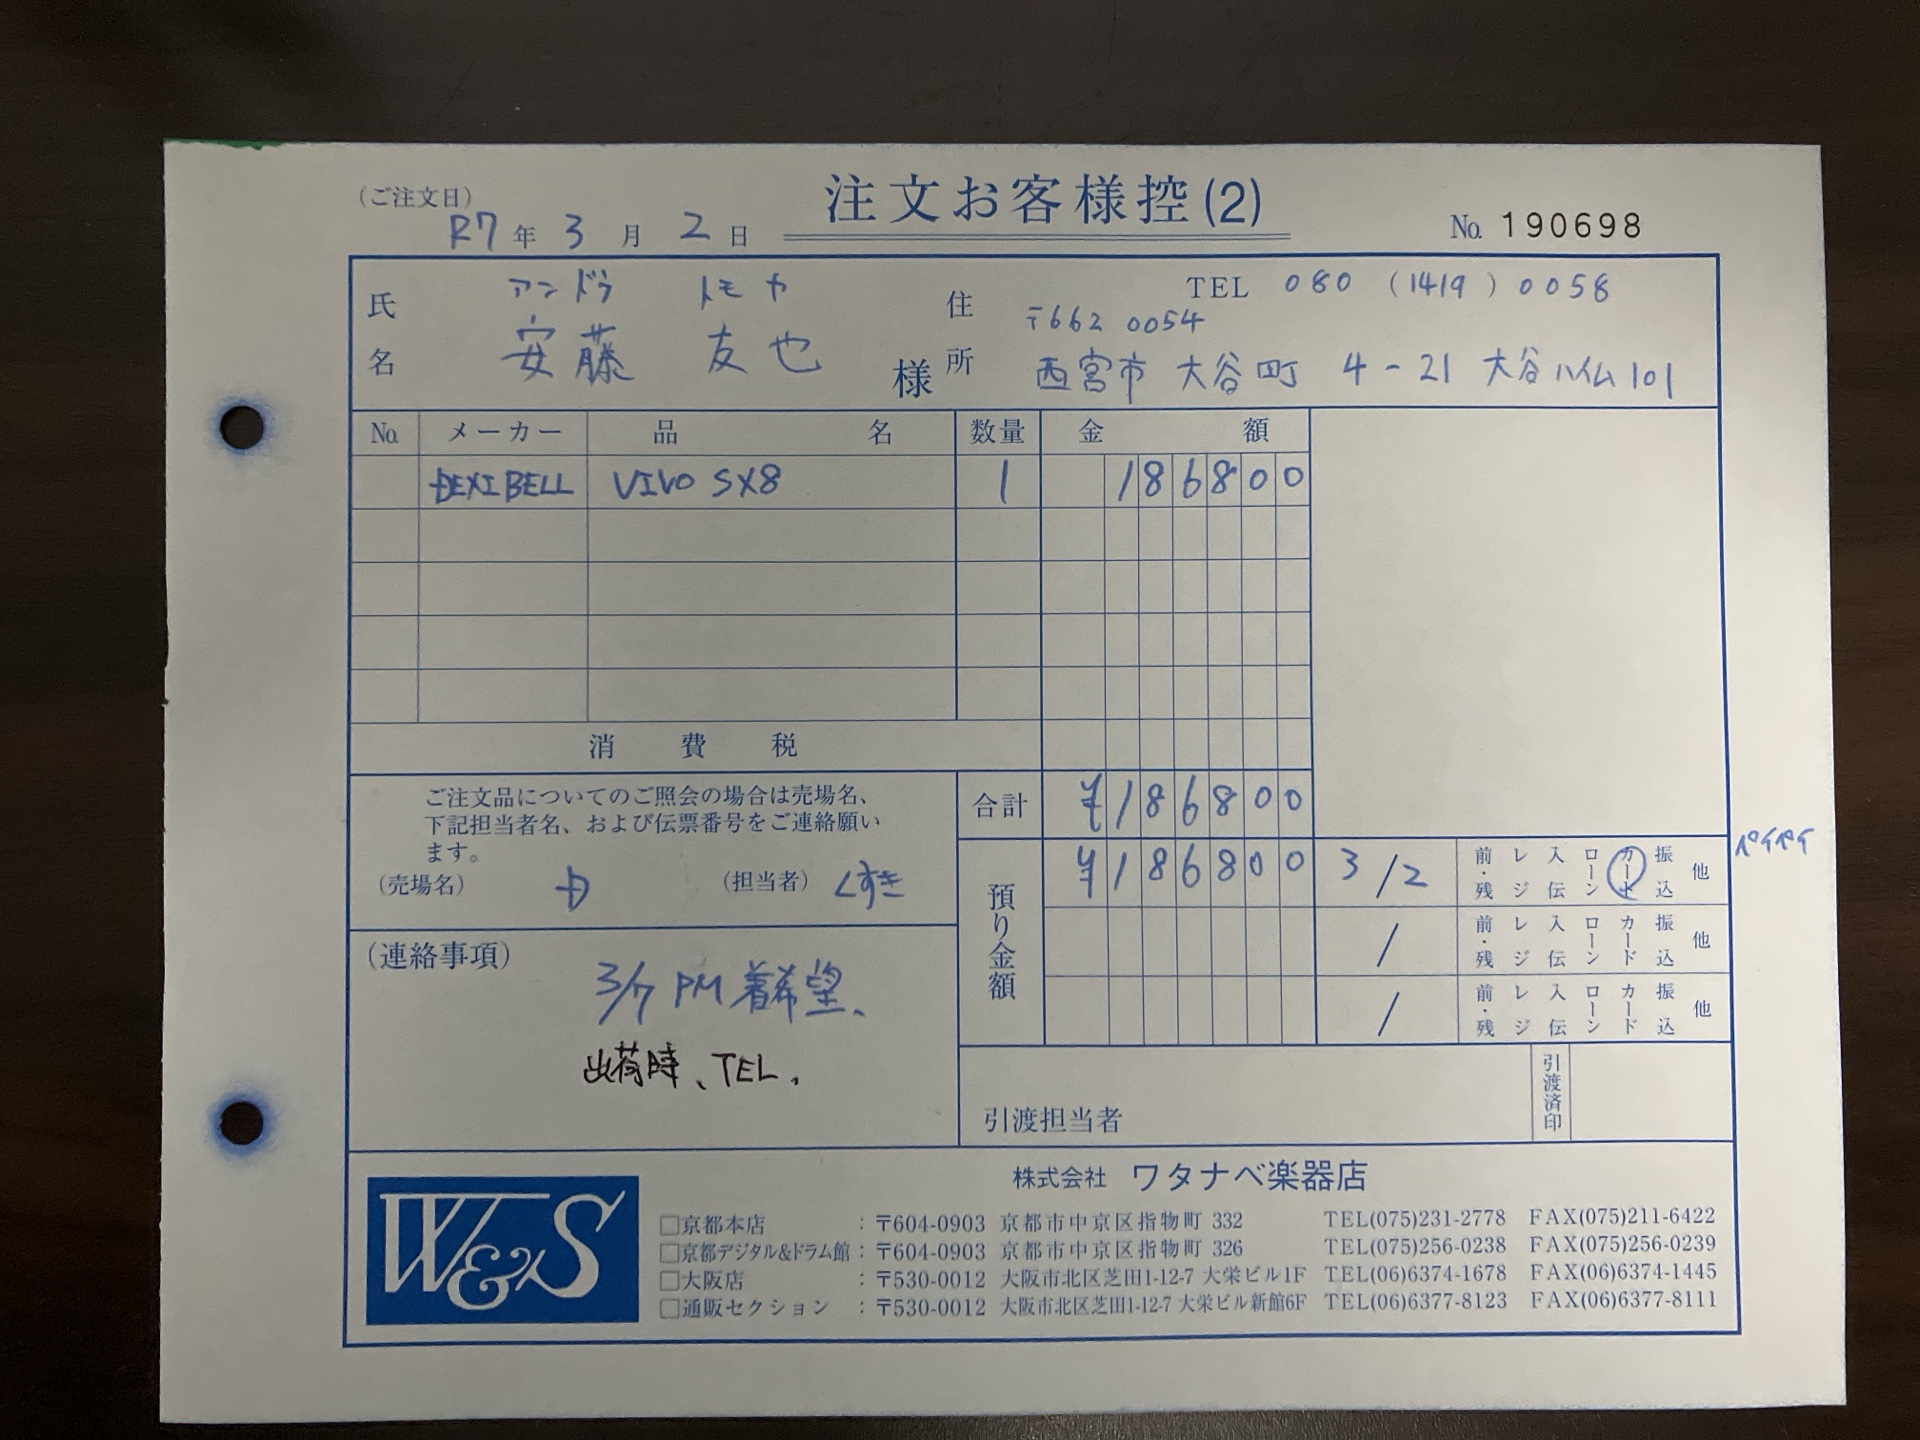 (ご注文日)
R7年 3月 2日
注文お客様控(2)
No. 190698
氏名
アンドウ トモヤ
安藤 友也 様
住所
TEL 080 (1419) 0058
〒662 0054
西宮市 大谷町 4-21 大谷ハイム101
No. メーカー 品名 数量 金額
DEXIBELL VIVO SX8 1 186800
消費税
合計 ¥186800
ご注文品についてのご照会の場合は売場名、
下記担当者名、および伝票番号をご連絡願い
ます。
(売場名) (担当者) くすき
預り金額
¥186800 3/2 前・残 レジ 入伝 ローン カード 振込 他 ペイペイ
/ 前・残 レジ 入伝 ローン カード 振込 他
/ 前・残 レジ 入伝 ローン カード 振込 他
(連絡事項)
3/7 PM着希望、
出荷時、TEL.
引渡担当者
引渡済印
W&S
株式会社 ワタナベ楽器店
□京都本店 : 〒604-0903 京都市中京区指物町 332 TEL(075)231-2778 FAX(075)211-6422
□京都デジタル&ドラム館 : 〒604-0903 京都市中京区指物町 326 TEL(075)256-0238 FAX(075)256-0239
□大阪店 : 〒530-0012 大阪市北区芝田1-12-7 大栄ビル1F TEL(06)6374-1678 FAX(06)6374-1445
□通販セクション : 〒530-0012 大阪市北区芝田1-12-7 大栄ビル新館6F TEL(06)6377-8123 FAX(06)6377-8111